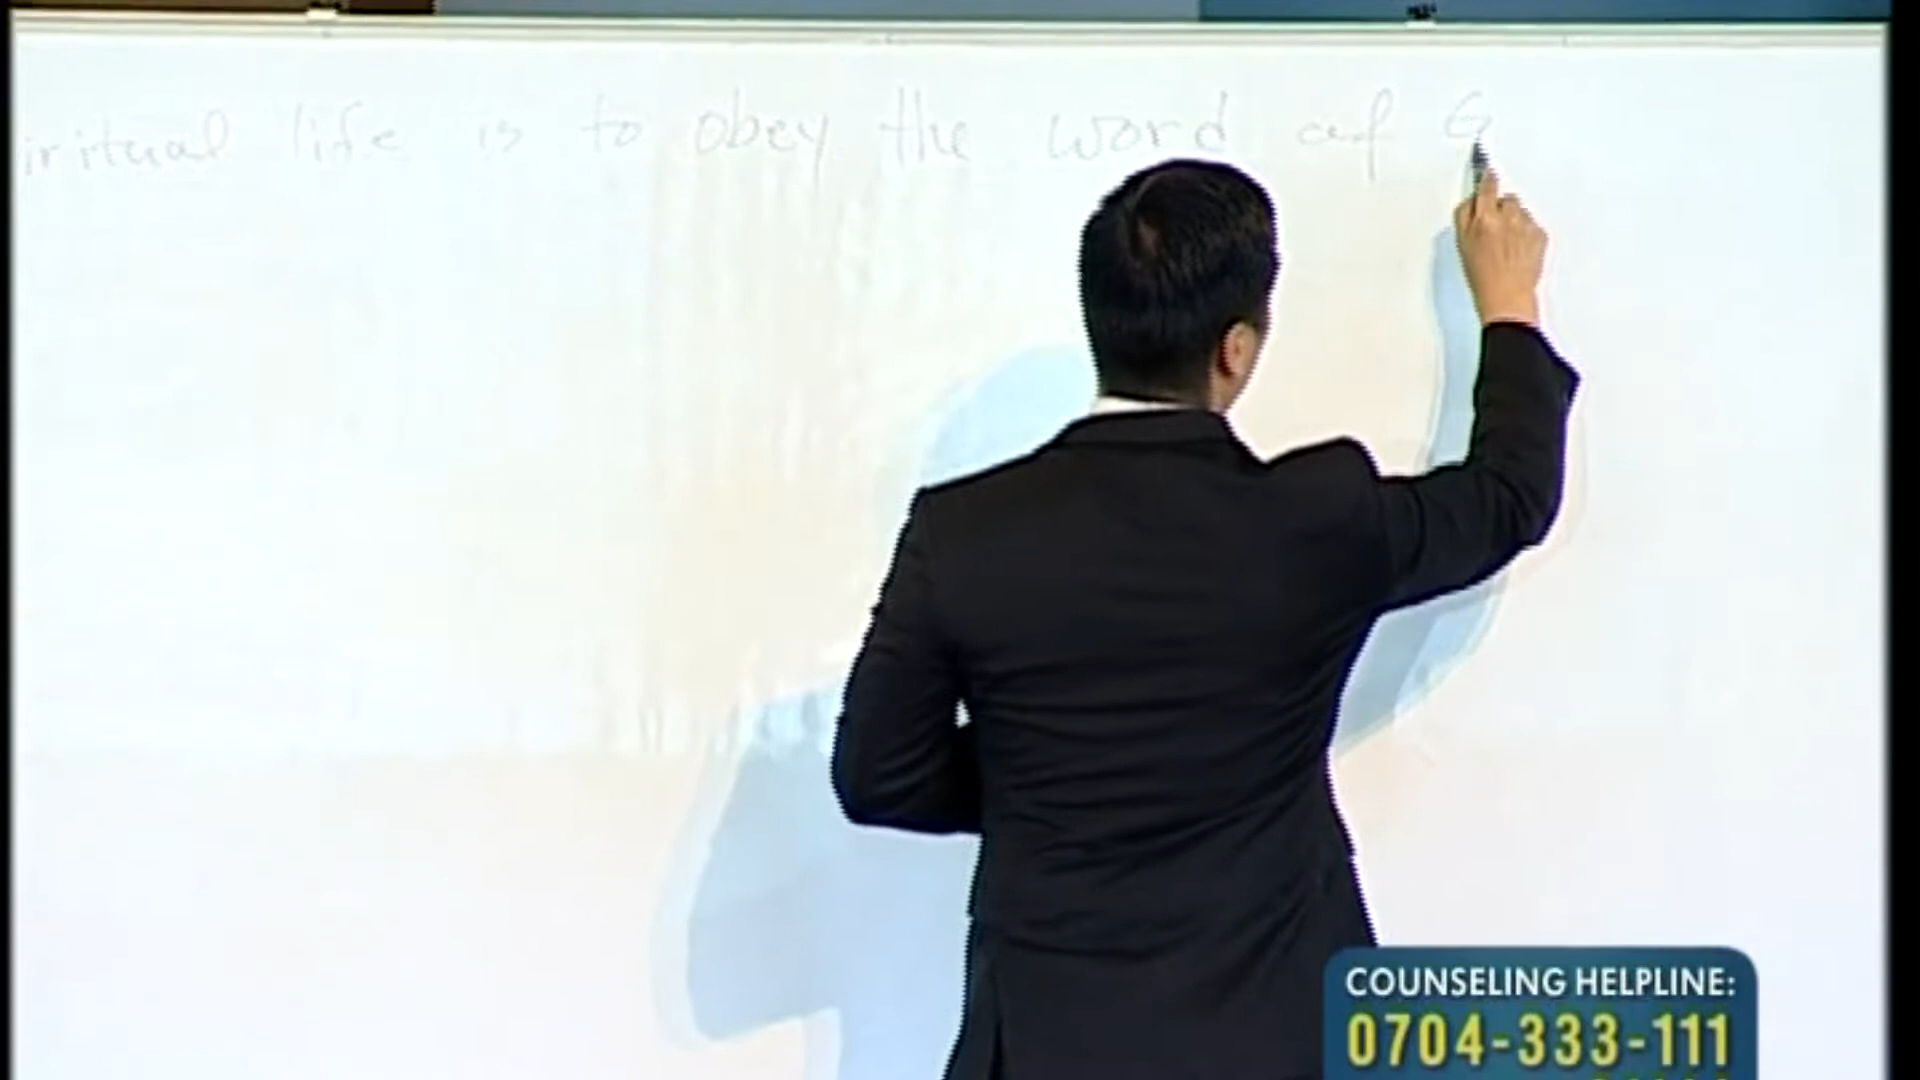 iritual life is to obey the word of G
COUNSELING HELPLINE:
0704-333-111